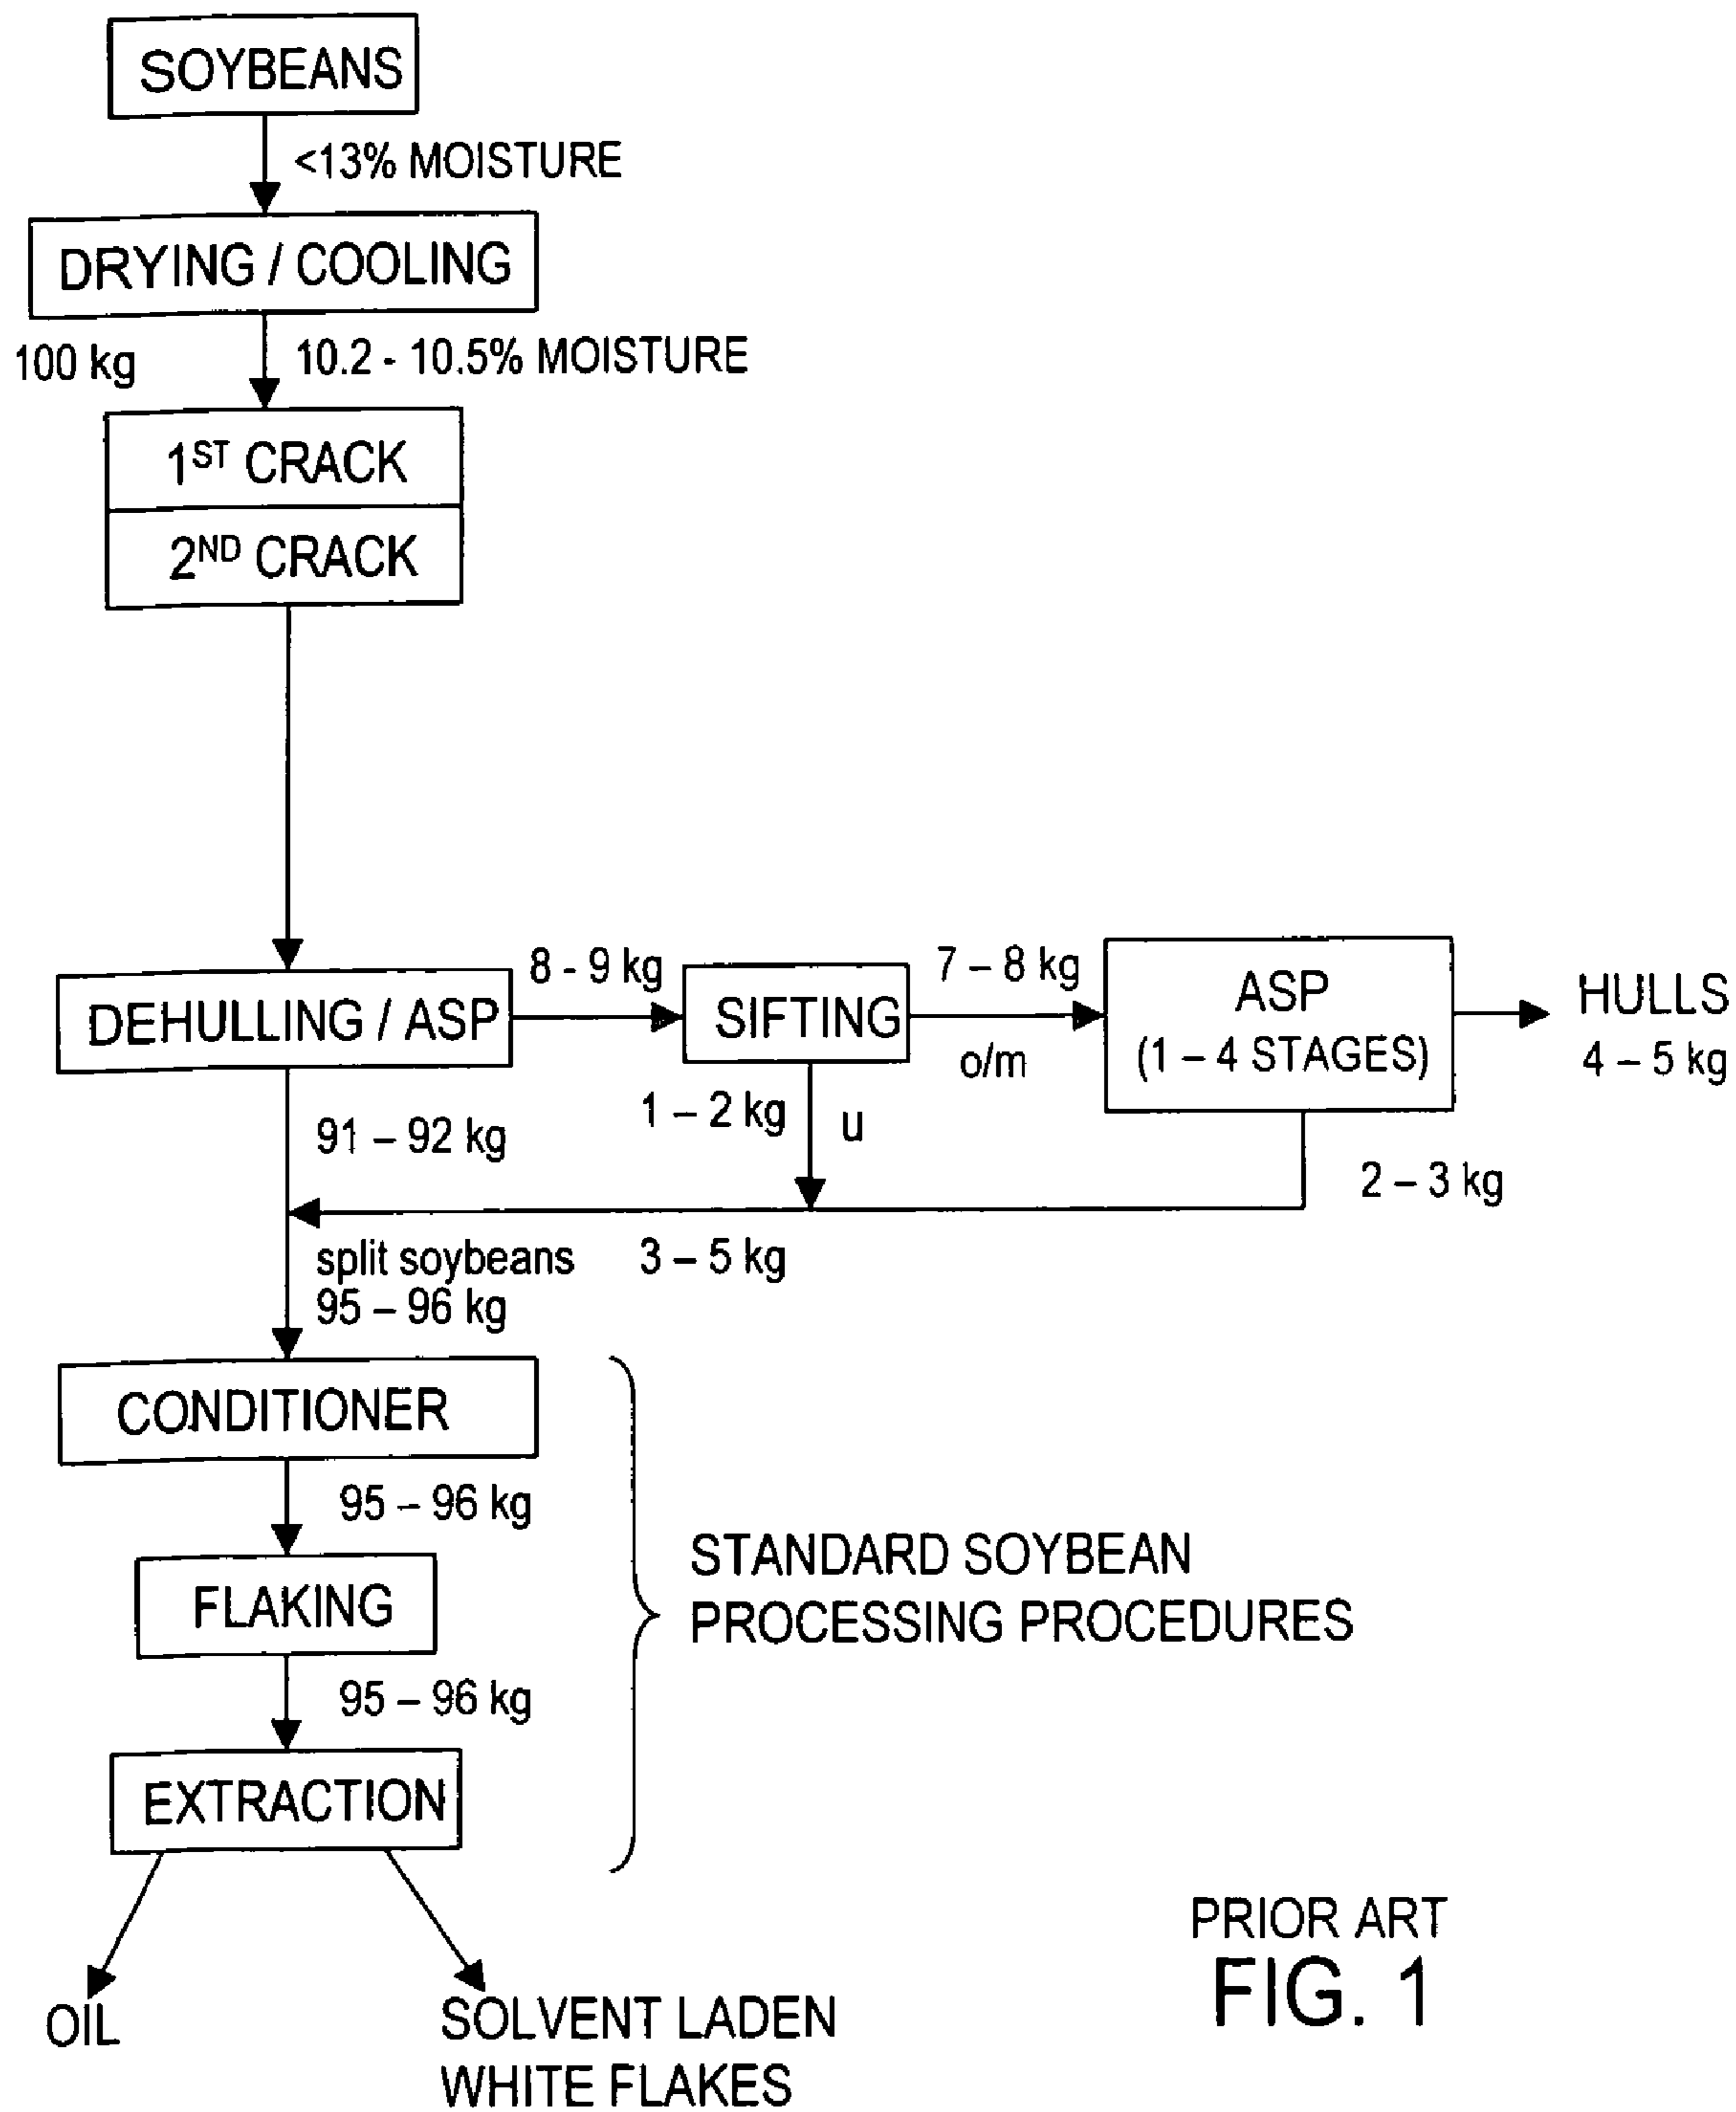 SOYBEANS
<13% MOISTURE
DRYING / COOLING
100 kg
10.2 - 10.5% MOISTURE
1ST CRACK
2ND CRACK
DEHULLING / ASP
8 - 9 kg
SIFTING
7 – 8 kg
o/m
ASP
(1 – 4 STAGES)
HULLS
4 – 5 kg
91 – 92 kg
1 – 2 kg
u
2 – 3 kg
split soybeans
95 – 96 kg
3 – 5 kg
CONDITIONER
95 – 96 kg
FLAKING
95 – 96 kg
EXTRACTION
STANDARD SOYBEAN
PROCESSING PROCEDURES
OIL
SOLVENT LADEN
WHITE FLAKES
PRIOR ART
FIG. 1